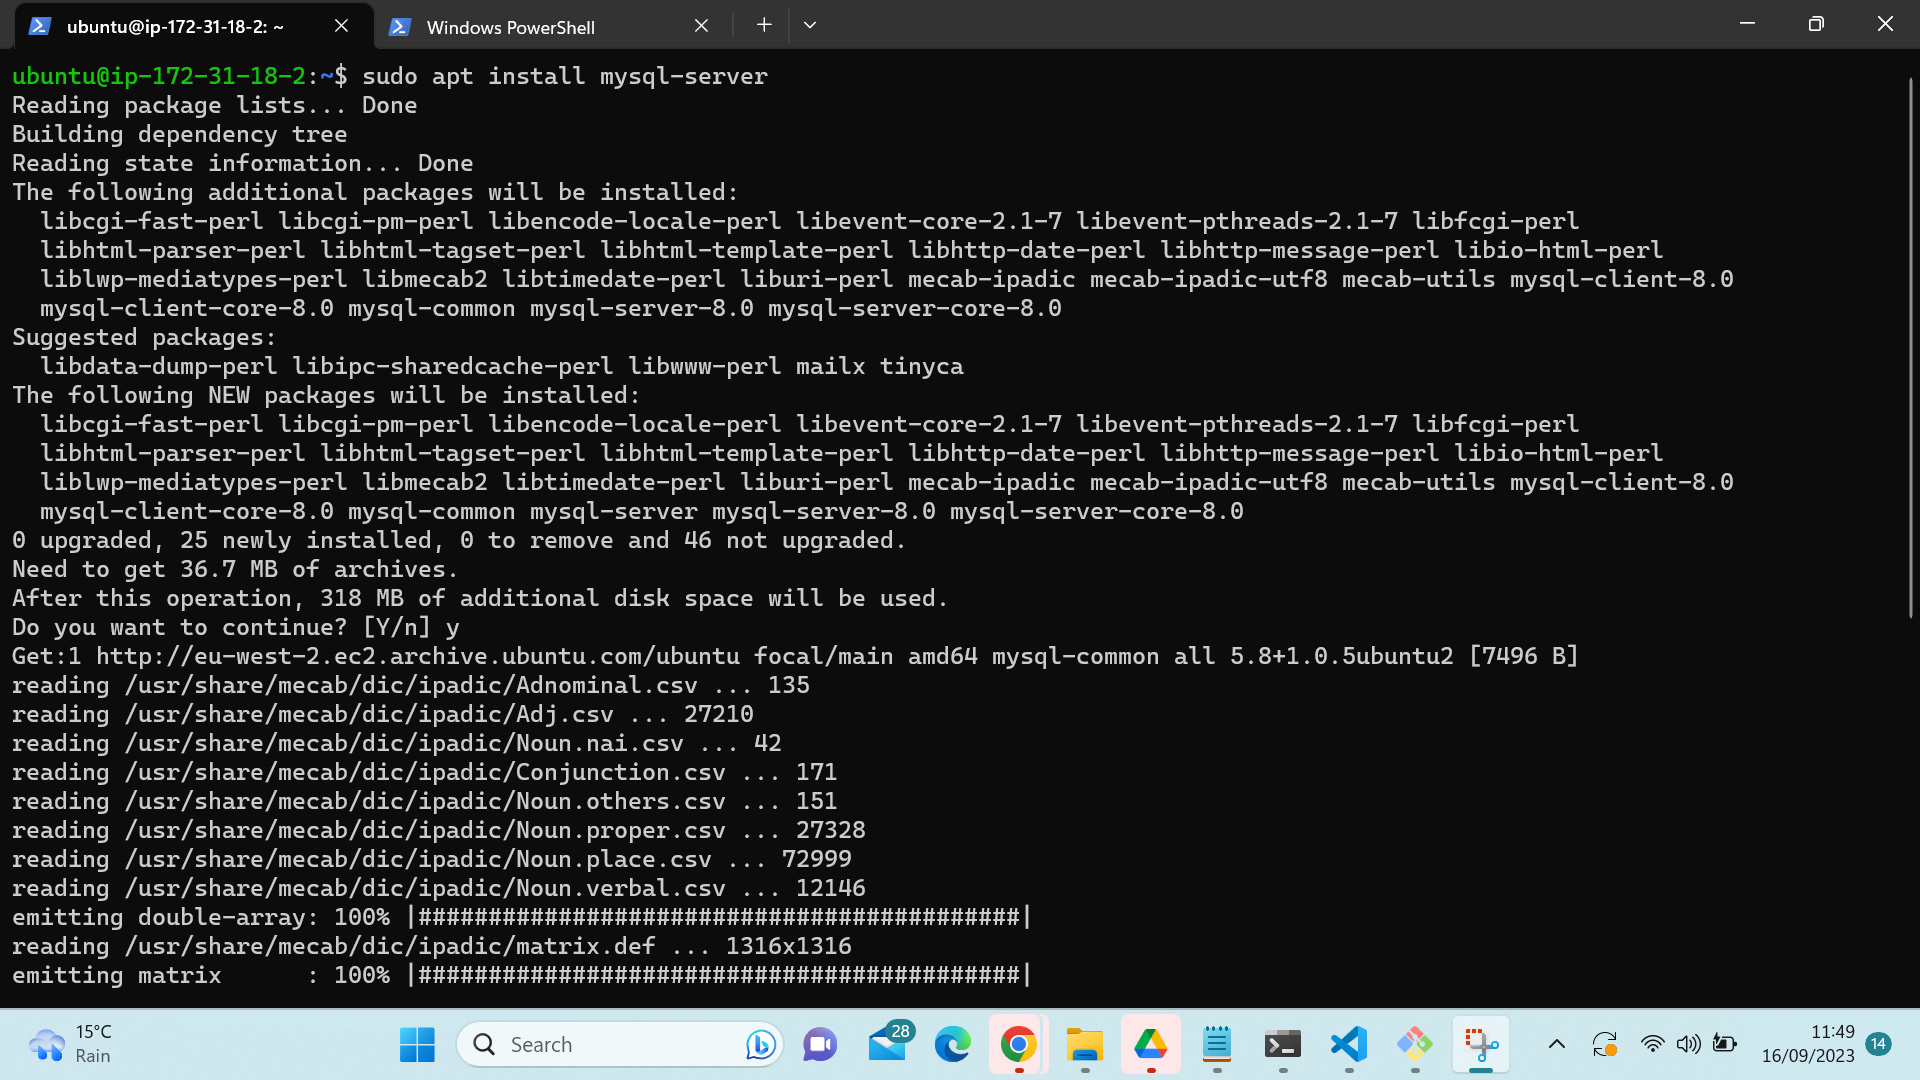 ubuntu@ip-172-31-18-2: ~
Windows PowerShell
ubuntu@ip-172-31-18-2:~$ sudo apt install mysql-server
Reading package lists... Done
Building dependency tree
Reading state information... Done
The following additional packages will be installed:
  libcgi-fast-perl libcgi-pm-perl libencode-locale-perl libevent-core-2.1-7 libevent-pthreads-2.1-7 libfcgi-perl
  libhtml-parser-perl libhtml-tagset-perl libhtml-template-perl libhttp-date-perl libhttp-message-perl libio-html-perl
  liblwp-mediatypes-perl libmecab2 libtimedate-perl liburi-perl mecab-ipadic mecab-ipadic-utf8 mecab-utils mysql-client-8.0
  mysql-client-core-8.0 mysql-common mysql-server-8.0 mysql-server-core-8.0
Suggested packages:
  libdata-dump-perl libipc-sharedcache-perl libwww-perl mailx tinyca
The following NEW packages will be installed:
  libcgi-fast-perl libcgi-pm-perl libencode-locale-perl libevent-core-2.1-7 libevent-pthreads-2.1-7 libfcgi-perl
  libhtml-parser-perl libhtml-tagset-perl libhtml-template-perl libhttp-date-perl libhttp-message-perl libio-html-perl
  liblwp-mediatypes-perl libmecab2 libtimedate-perl liburi-perl mecab-ipadic mecab-ipadic-utf8 mecab-utils mysql-client-8.0
  mysql-client-core-8.0 mysql-common mysql-server mysql-server-8.0 mysql-server-core-8.0
0 upgraded, 25 newly installed, 0 to remove and 46 not upgraded.
Need to get 36.7 MB of archives.
After this operation, 318 MB of additional disk space will be used.
Do you want to continue? [Y/n] y
Get:1 http://eu-west-2.ec2.archive.ubuntu.com/ubuntu focal/main amd64 mysql-common all 5.8+1.0.5ubuntu2 [7496 B]
reading /usr/share/mecab/dic/ipadic/Adnominal.csv ... 135
reading /usr/share/mecab/dic/ipadic/Adj.csv ... 27210
reading /usr/share/mecab/dic/ipadic/Noun.nai.csv ... 42
reading /usr/share/mecab/dic/ipadic/Conjunction.csv ... 171
reading /usr/share/mecab/dic/ipadic/Noun.others.csv ... 151
reading /usr/share/mecab/dic/ipadic/Noun.proper.csv ... 27328
reading /usr/share/mecab/dic/ipadic/Noun.place.csv ... 72999
reading /usr/share/mecab/dic/ipadic/Noun.verbal.csv ... 12146
emitting double-array: 100% |###########################################|
reading /usr/share/mecab/dic/ipadic/matrix.def ... 1316x1316
emitting matrix      : 100% |###########################################|
15°C
Rain
Search
28
11:49
16/09/2023
14